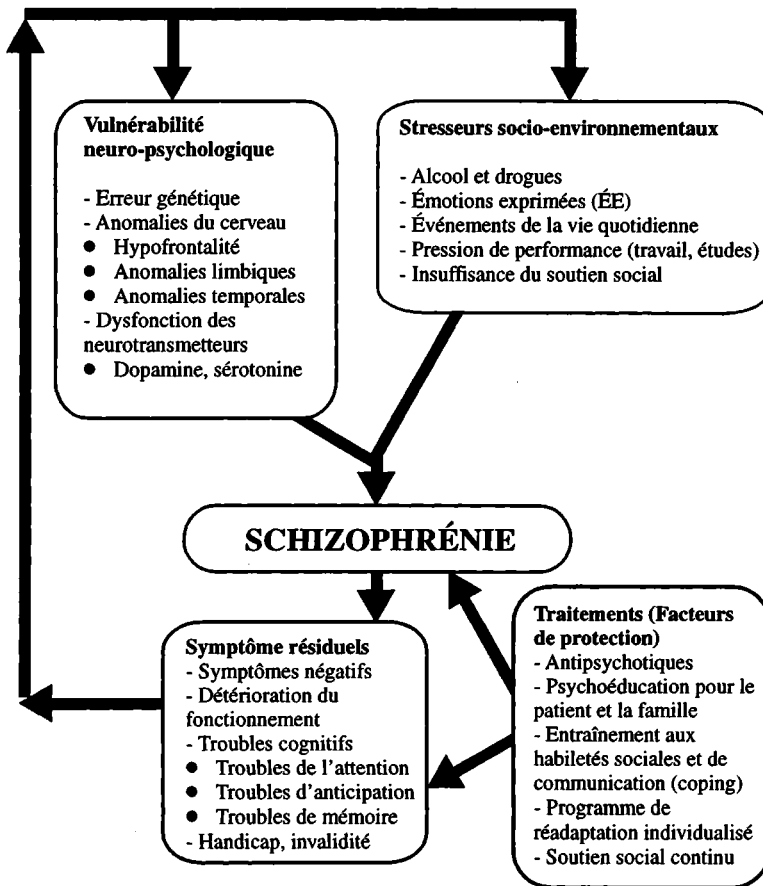 Vulnérabilité
neuro-psychologique
- Erreur génétique
- Anomalies du cerveau
● Hypofrontalité
● Anomalies limbiques
● Anomalies temporales
- Dysfonction des
neurotransmetteurs
● Dopamine, sérotonine
Stresseurs socio-environnementaux
- Alcool et drogues
- Émotions exprimées (ÉE)
- Événements de la vie quotidienne
- Pression de performance (travail, études)
- Insuffisance du soutien social
SCHIZOPHRÉNIE
Symptôme résiduels
- Symptômes négatifs
- Détérioration du
fonctionnement
- Troubles cognitifs
● Troubles de l’attention
● Troubles d’anticipation
● Troubles de mémoire
- Handicap, invalidité
Traitements (Facteurs
de protection)
- Antipsychotiques
- Psychoéducation pour le
patient et la famille
- Entraînement aux
habiletés sociales et de
communication (coping)
- Programme de
réadaptation individualisé
- Soutien social continu